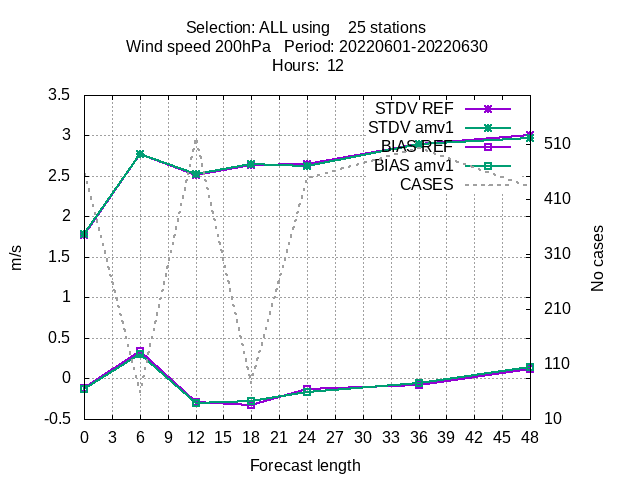 Selection: ALL using    25 stations
Wind speed 200hPa   Period: 20220601-20220630
Hours:  12
3.5
3
2.5
2
1.5
1
0.5
0
-0.5
m/s
STDV REF
STDV amv1
BIAS REF
BIAS amv1
CASES
510
410
310
210
110
10
No cases
0 3 6 9 12 15 18 21 24 27 30 33 36 39 42 45 48
Forecast length